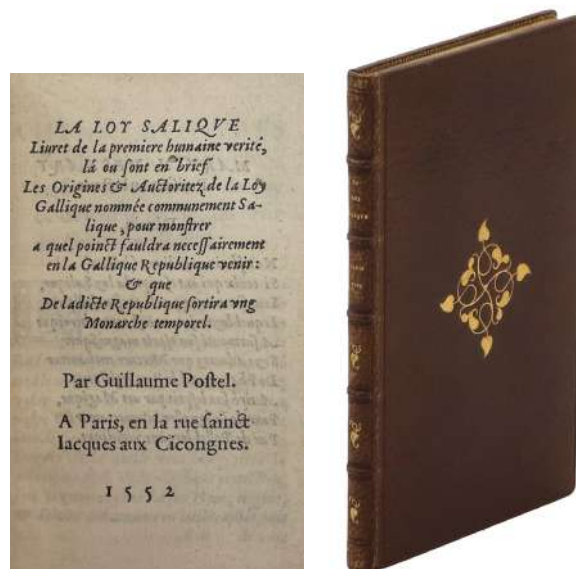 LA LOY SALIQVE
Liuret de la premiere humaine verité,
là ou ſont en brief
Les Origines & Auctoritez de la Loy
Gallique nommée communement Sa-
lique, pour monſtrer
a quel poinct fauldra neceſſairement
en la Gallique Republique venir:
& que
De ladicte Republique ſortira vng
Monarche temporel.
Par Guillaume Poſtel.
A Paris, en la rue ſainct
Iacques aux Cicongnes.
1552